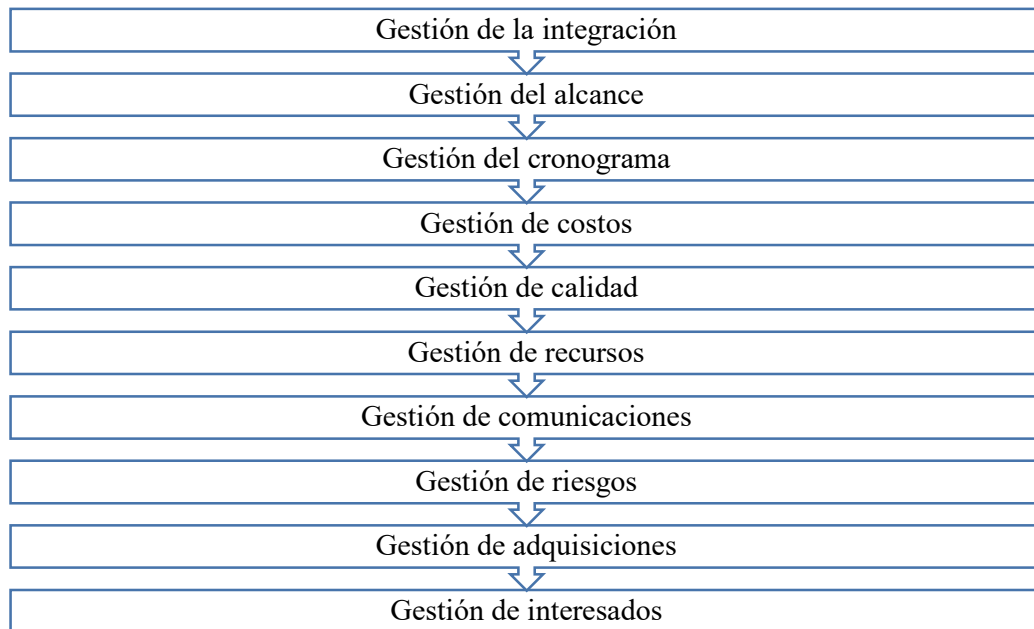 Gestión de la integración
Gestión del alcance
Gestión del cronograma
Gestión de costos
Gestión de calidad
Gestión de recursos
Gestión de comunicaciones
Gestión de riesgos
Gestión de adquisiciones
Gestión de interesados